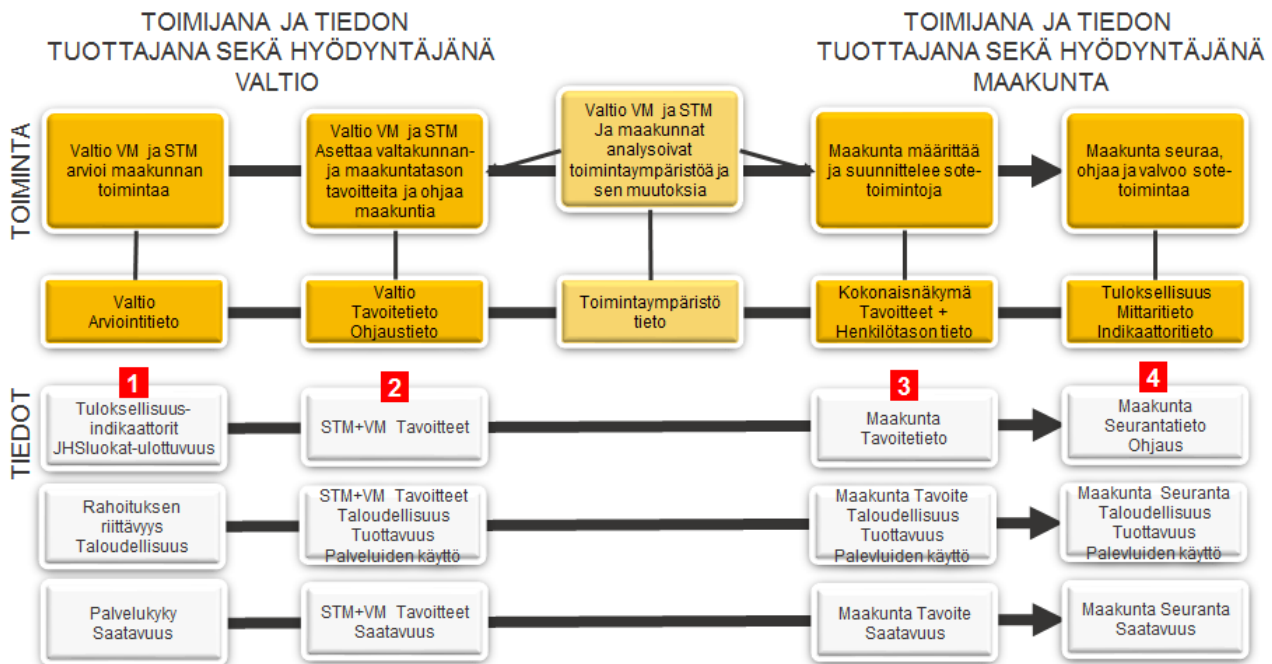 TOIMIJANA JA TIEDON
TUOTTAJANA SEKÄ HYÖDYNTÄJÄNÄ
VALTIO
TOIMIJANA JA TIEDON
TUOTTAJANA SEKÄ HYÖDYNTÄJÄNÄ
MAAKUNTA
TOIMINTA
Valtio VM ja STM
arvioi maakunnan
toimintaa
Valtio VM ja STM
Asettaa valtakunnan-
ja maakuntatason
tavoitteita ja ohjaa
maakuntia
Valtio VM ja STM
Ja maakunnat
analysoivat
toimintaympäristöä ja
sen muutoksia
Maakunta määrittää
ja suunnittelee sote-
toimintoja
Maakunta seuraa,
ohjaa ja valvoo sote-
toimintaa
Valtio
Arviointitieto
Valtio
Tavoitetieto
Ohjaustieto
Toimintaympäristö
tieto
Kokonaisnäkymä
Tavoitteet +
Henkilötason tieto
Tuloksellisuus
Mittaritieto
Indikaattoritieto
TIEDOT
1
Tuloksellisuus-
indikaattorit
JHSluokat-ulottuvuus
2
STM+VM Tavoitteet
3
Maakunta
Tavoitetieto
4
Maakunta
Seurantatieto
Ohjaus
Rahoituksen
riittävyys
Taloudellisuus
STM+VM Tavoitteet
Taloudellisuus
Tuottavuus
Palveluiden käyttö
Maakunta Tavoite
Taloudellisuus
Tuottavuus
Palevluiden käyttö
Maakunta Seuranta
Taloudellisuus
Tuottavuus
Palevluiden käyttö
Palvelukyky
Saatavuus
STM+VM Tavoitteet
Saatavuus
Maakunta Tavoite
Saatavuus
Maakunta Seuranta
Saatavuus